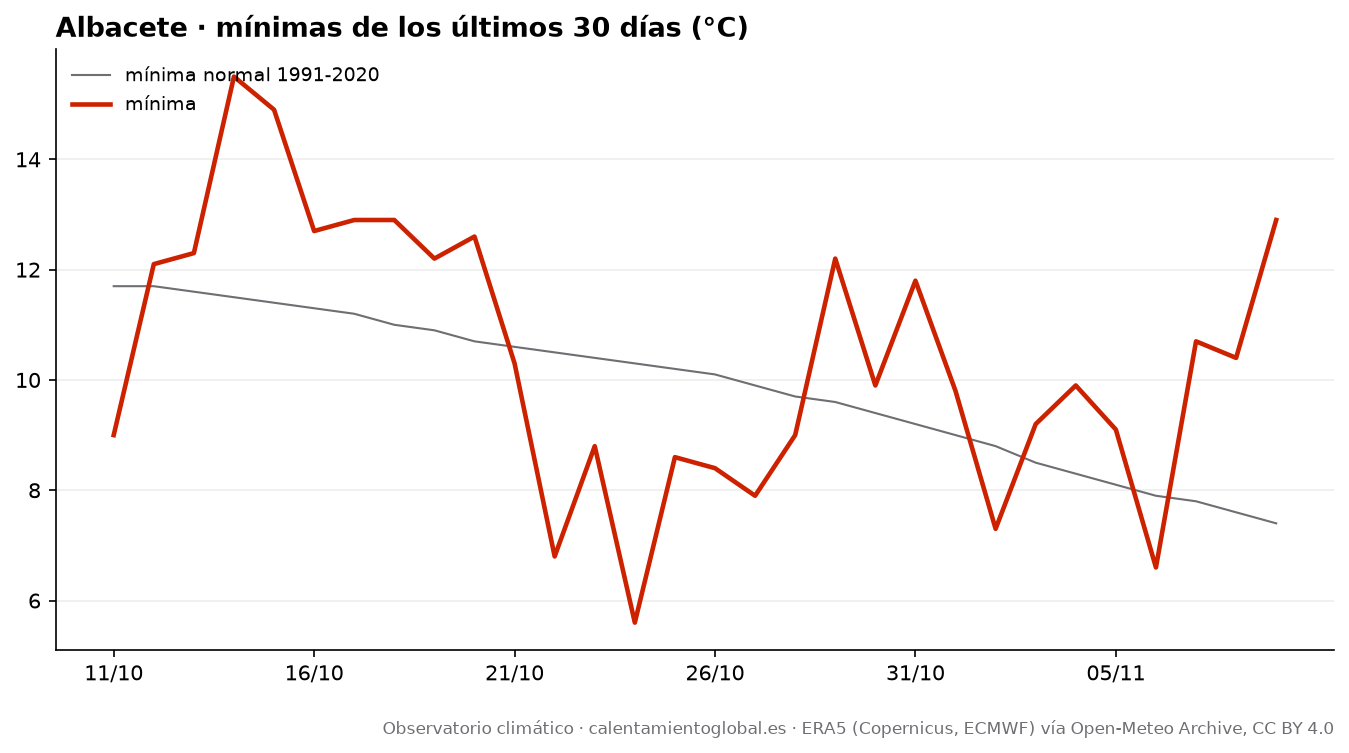 Albacete · mínimas de los últimos 30 días (°C)
mínima normal 1991-2020
mínima
14
12
10
8
6
11/10 16/10 21/10 26/10 31/10 05/11
Observatorio climático · calentamientoglobal.es · ERA5 (Copernicus, ECMWF) vía Open-Meteo Archive, CC BY 4.0